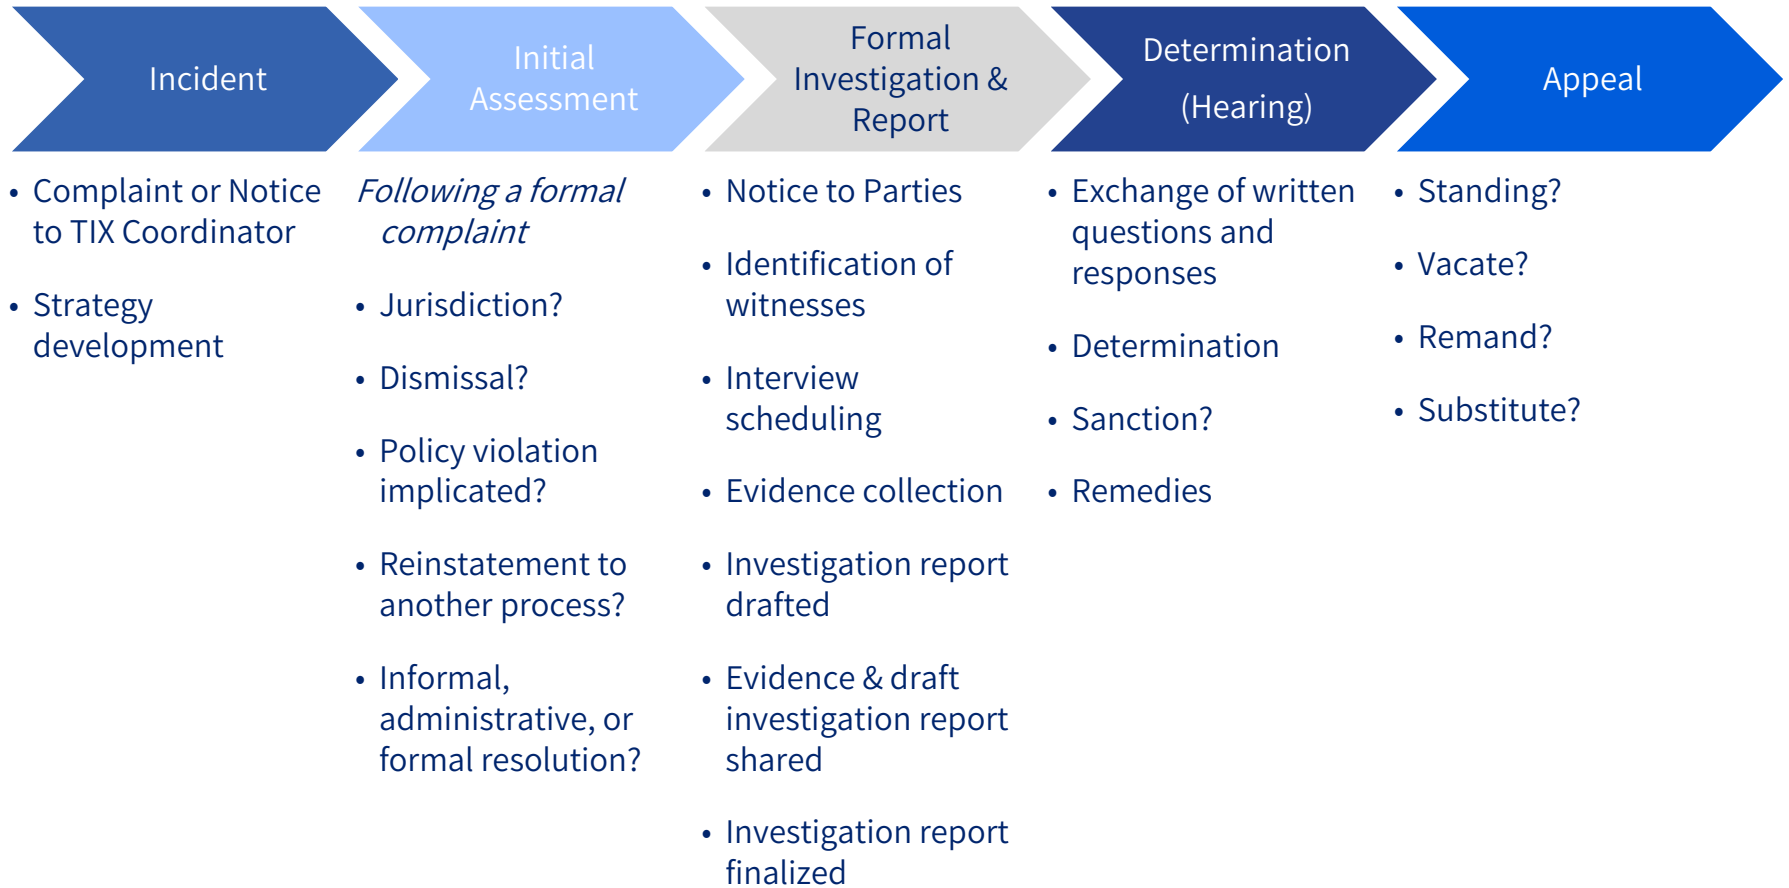 Incident
Initial
Assessment
Formal
Investigation &
Report
Determination
(Hearing)
Appeal
• Complaint or Notice
to TIX Coordinator
• Strategy
development
Following a formal
complaint
• Jurisdiction?
• Dismissal?
• Policy violation
implicated?
• Reinstatement to
another process?
• Informal,
administrative, or
formal resolution?
• Notice to Parties
• Identification of
witnesses
• Interview
scheduling
• Evidence collection
• Investigation report
drafted
• Evidence & draft
investigation report
shared
• Investigation report
finalized
• Exchange of written
questions and
responses
• Determination
• Sanction?
• Remedies
• Standing?
• Vacate?
• Remand?
• Substitute?